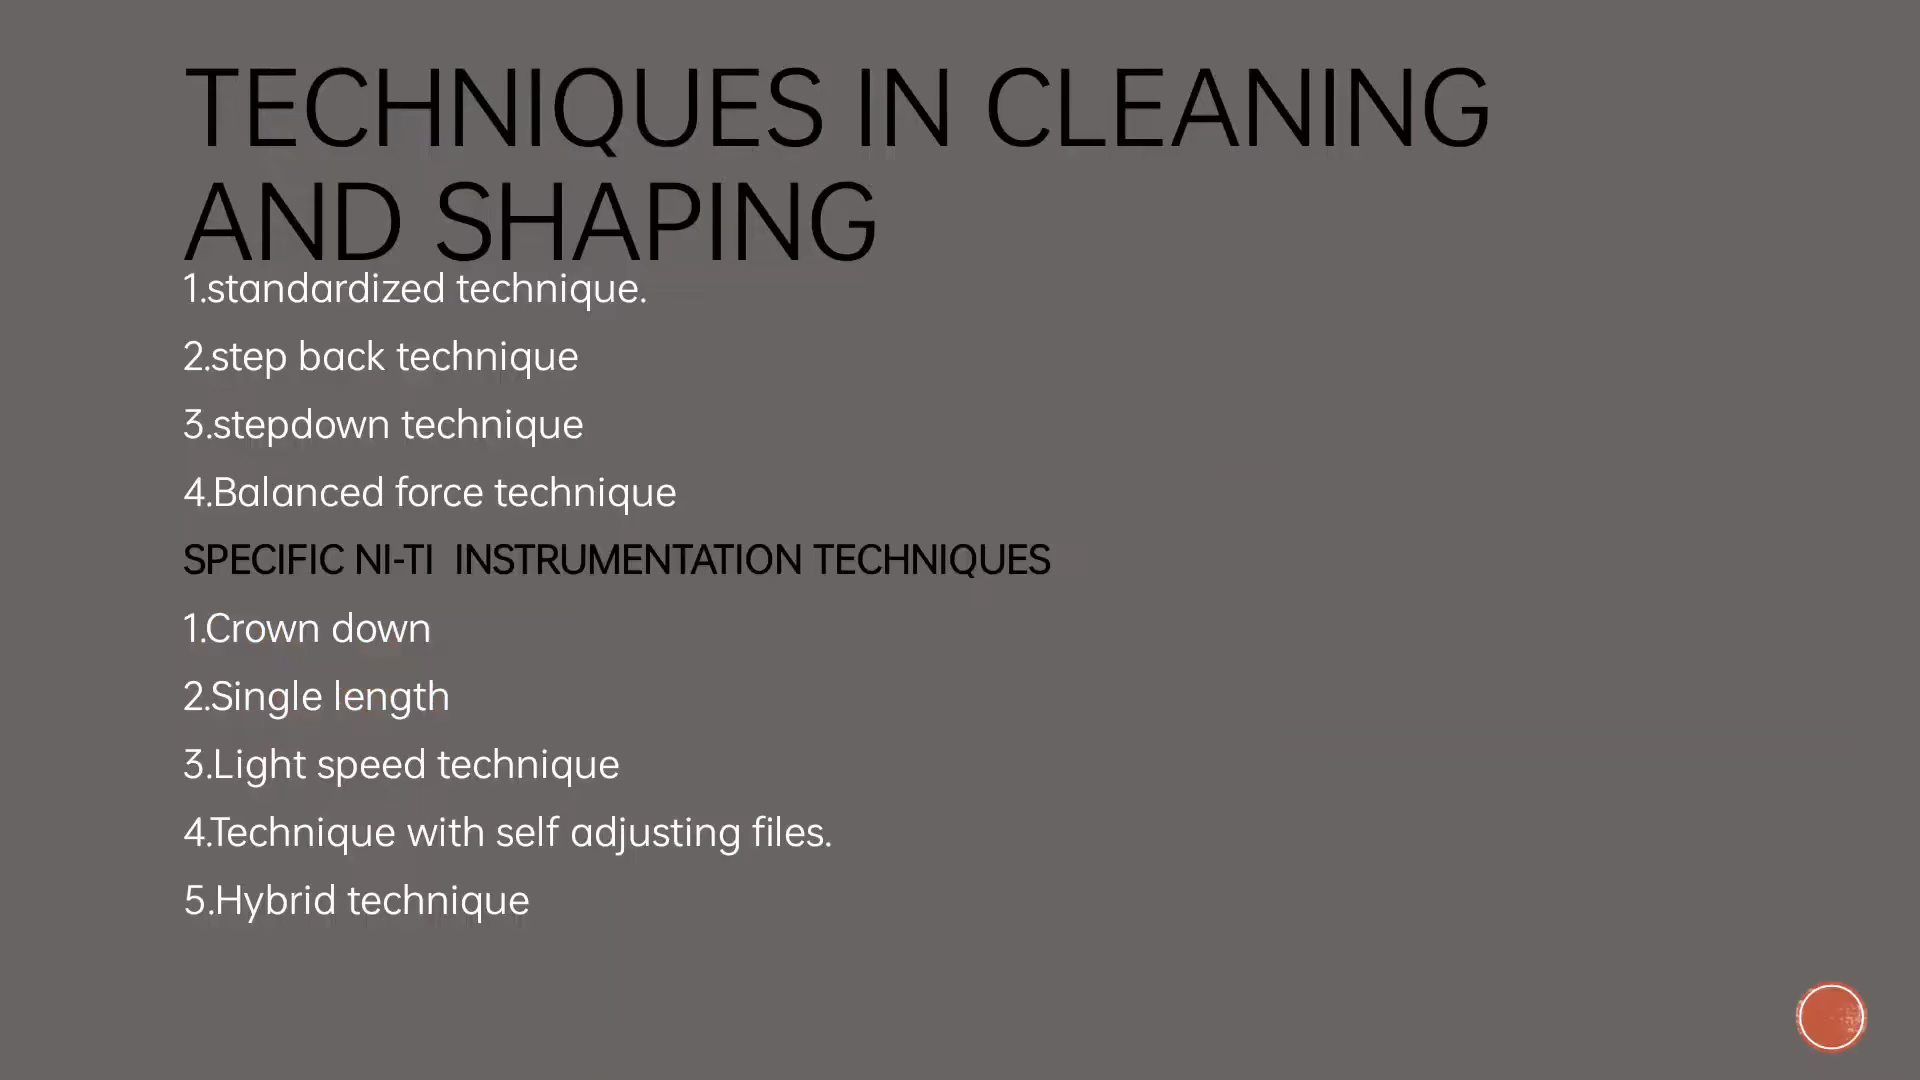 TECHNIQUES IN CLEANING
AND SHAPING
1.standardized technique.
2.step back technique
3.stepdown technique
4.Balanced force technique
SPECIFIC NI-TI  INSTRUMENTATION TECHNIQUES
1.Crown down
2.Single length
3.Light speed technique
4.Technique with self adjusting files.
5.Hybrid technique